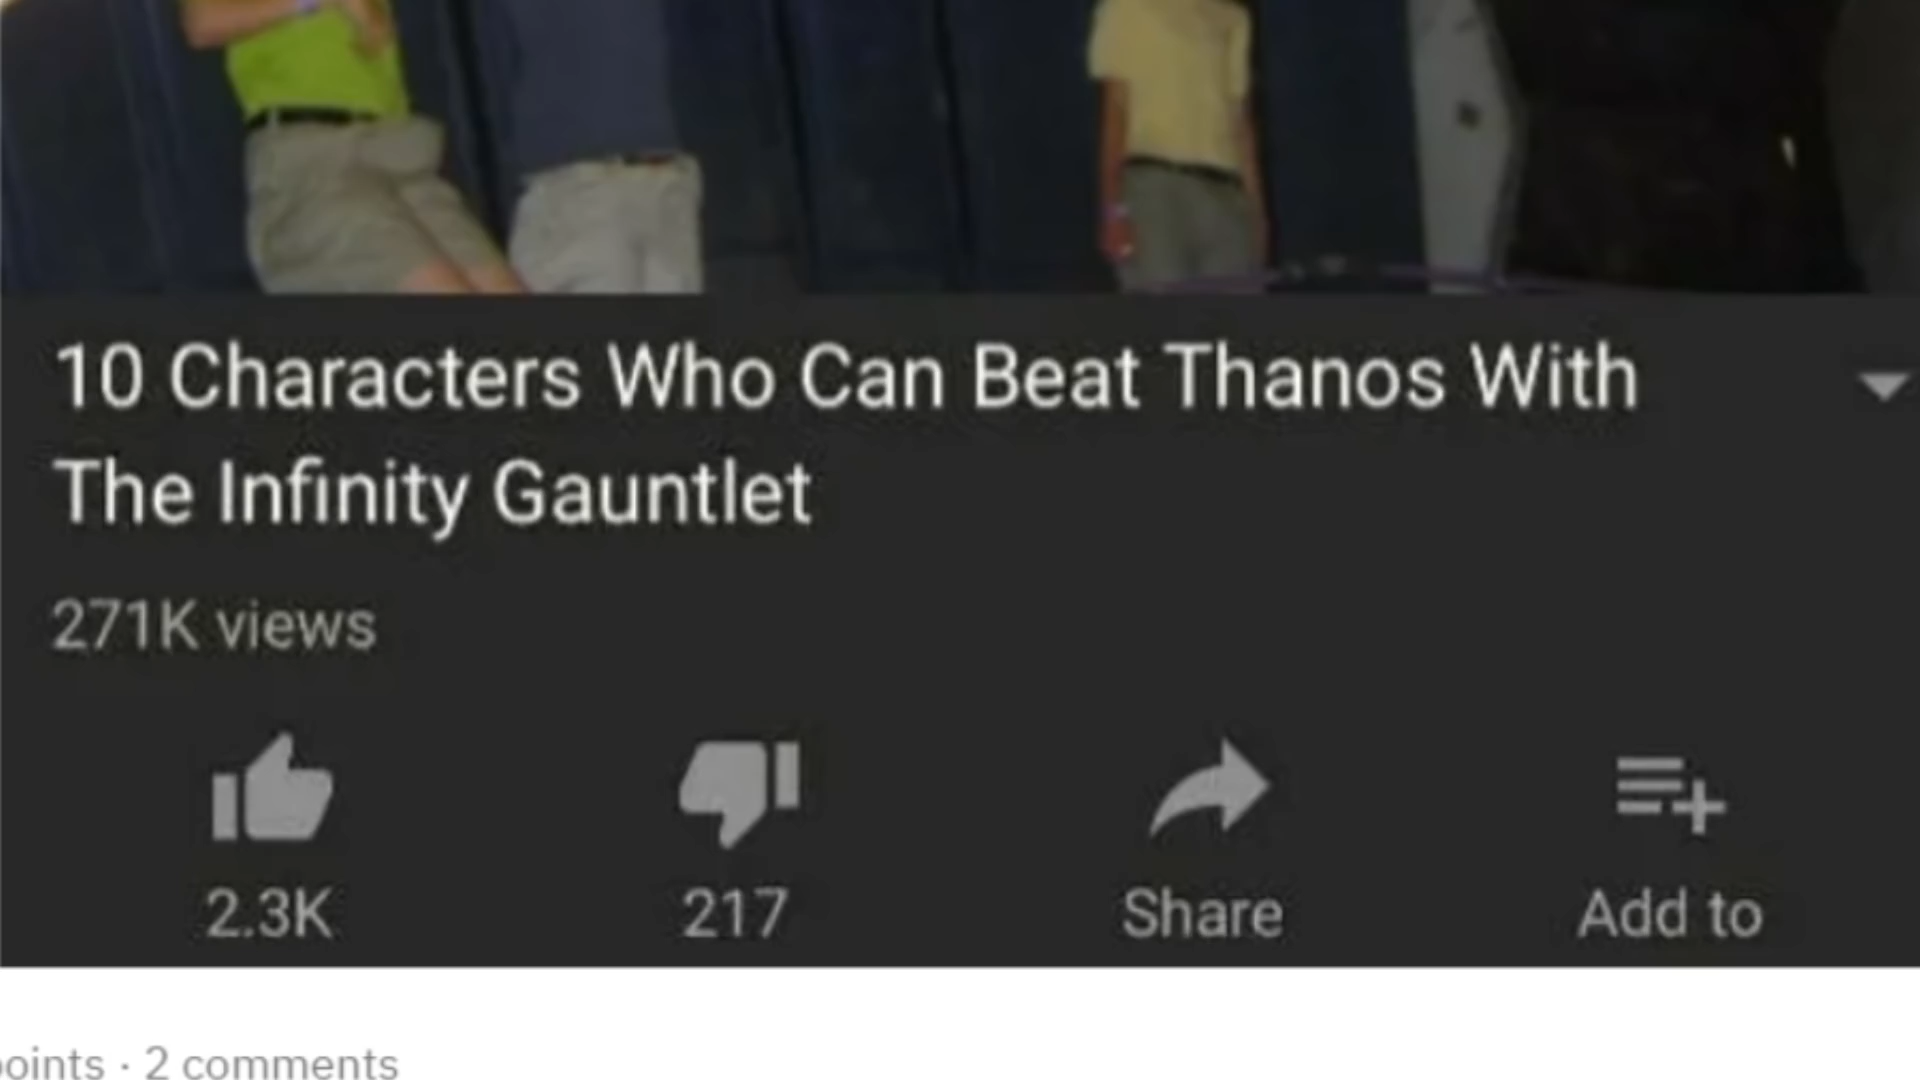 10 Characters Who Can Beat Thanos With
The Infinity Gauntlet
271K views
2.3K 217 Share Add to
points · 2 comments